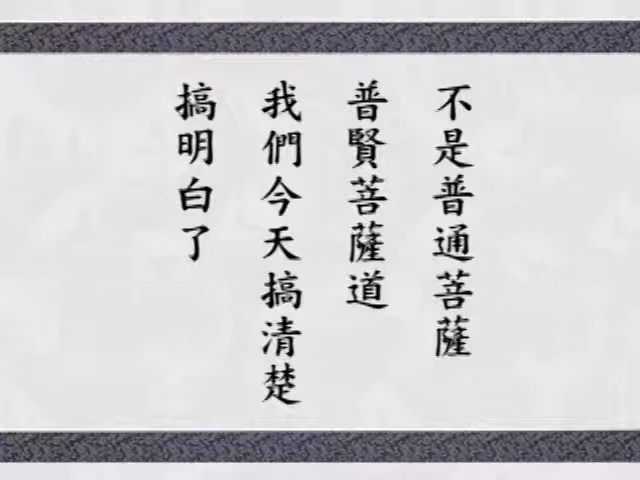 不是普通菩薩
普賢菩薩道
我們今天搞清楚
搞明白了